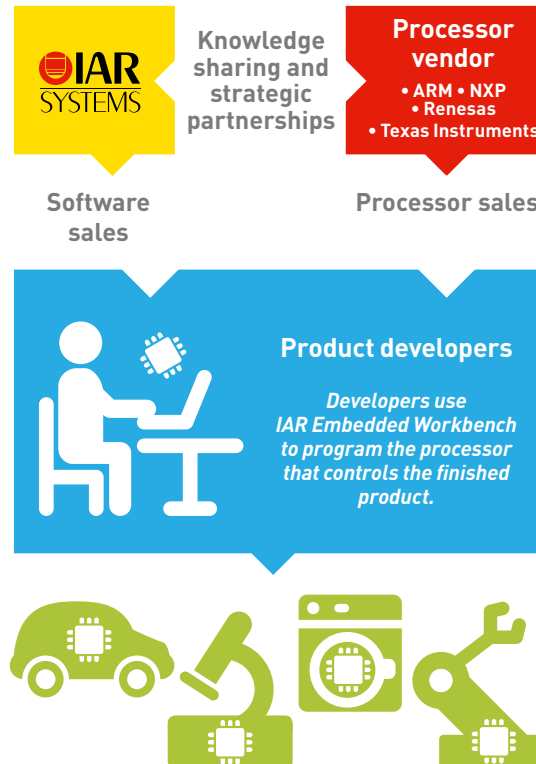 IAR
SYSTEMS
Knowledge
sharing and
strategic
partnerships
Processor
vendor
• ARM • NXP
• Renesas
• Texas Instruments
Software
sales
Processor sales
Product developers
Developers use
IAR Embedded Workbench
to program the processor
that controls the finished
product.